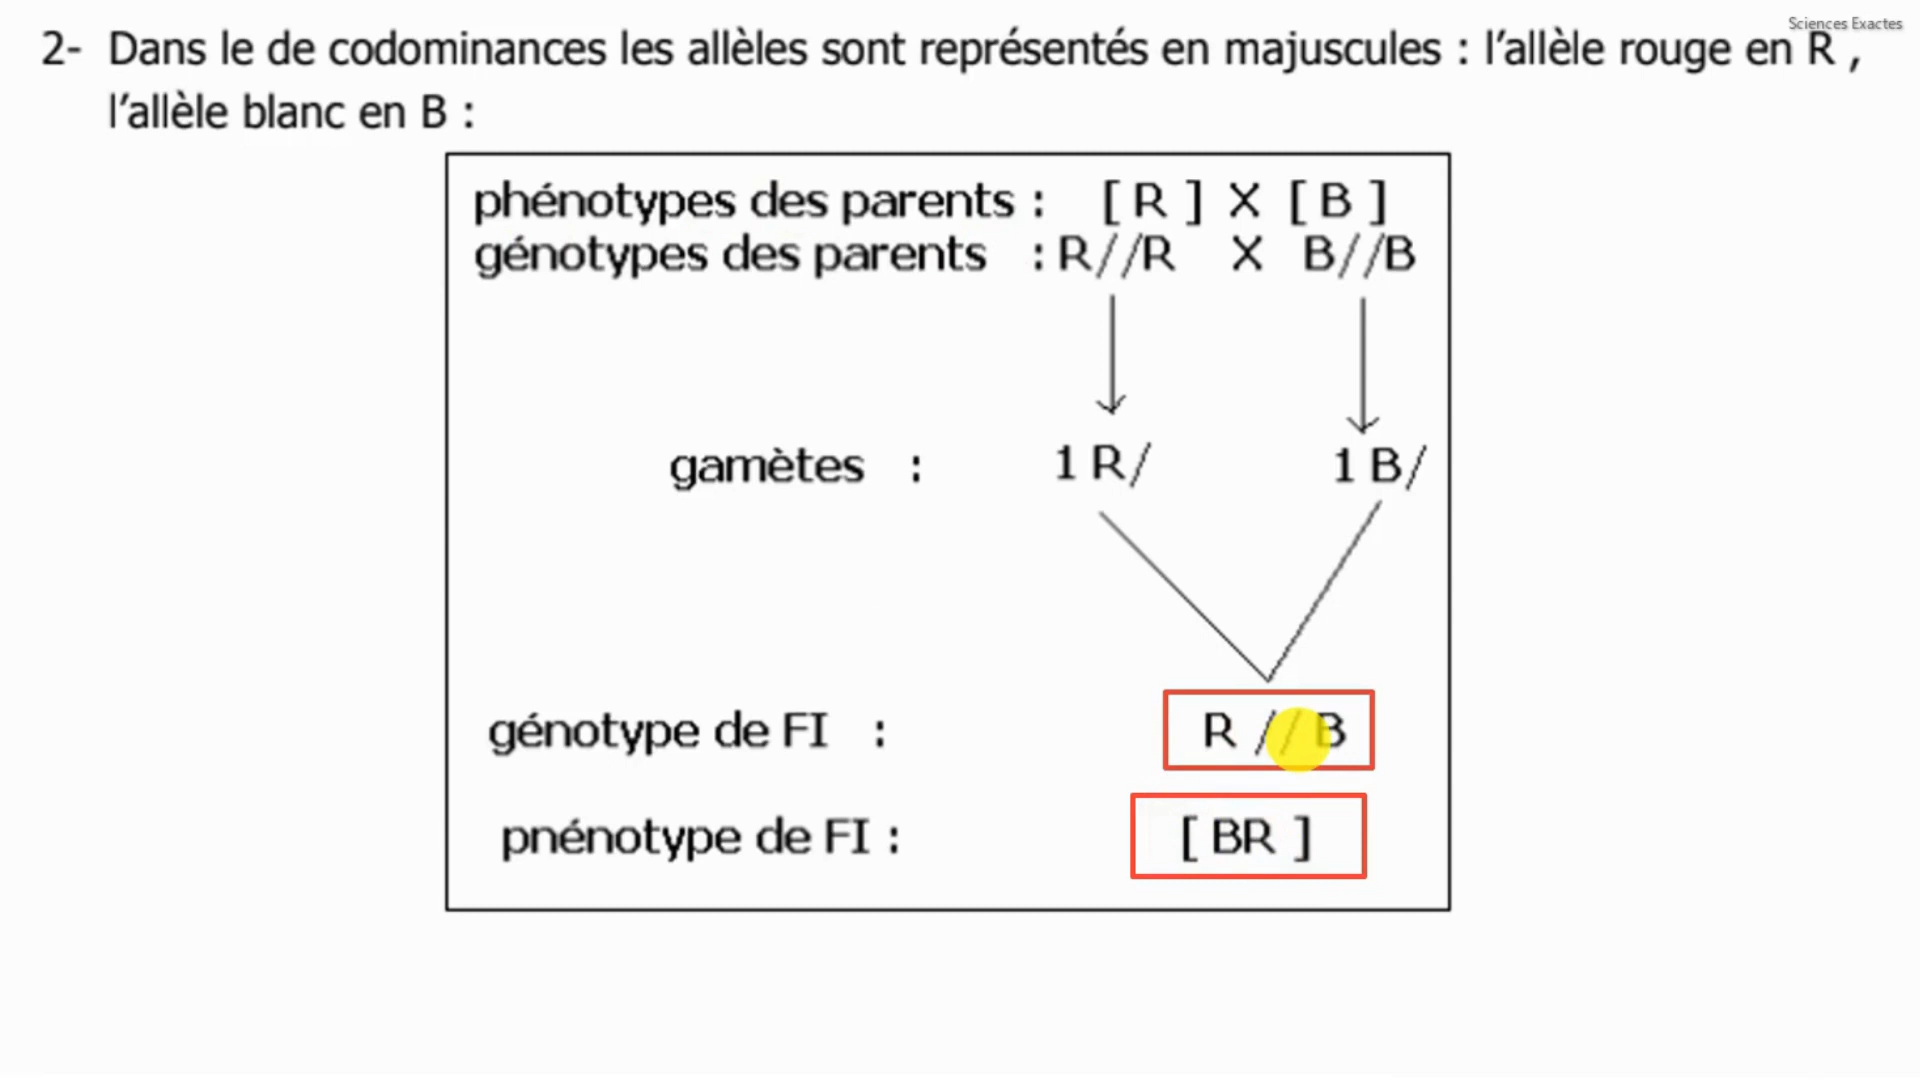 Sciences Exactes
2- Dans le de codominances les allèles sont représentés en majuscules : l’allèle rouge en R ,
l’allèle blanc en B :
phénotypes des parents : [ R ] X [ B ]
génotypes des parents : R//R X B//B
gamètes : 1 R/ 1 B/
génotype de FI : R // B
pnénotype de FI : [ BR ]